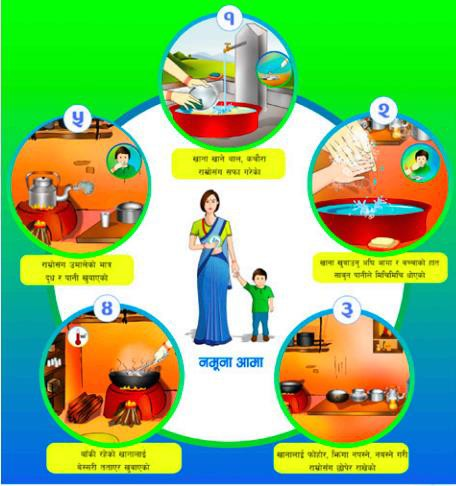 १
खाना खाने थाल, कचौरा
राम्रोसंग सफा गरेको
२
खाना खुवाउनु अघि आमा र बच्चाको हात
साबुन पानीले मिचिमिचि धोएको
३
खानालाई फोहोर, झिंगा नपस्ने, नबस्ने गरी
राम्रोसंग छोपेर राखेको
४
बाँकी रहेको खानालाई
बेस्सरी तताएर खुवाएको
५
राम्रोसंग उमालेको मात्र
दूध र पानी खुवाएको
नमूना आमा